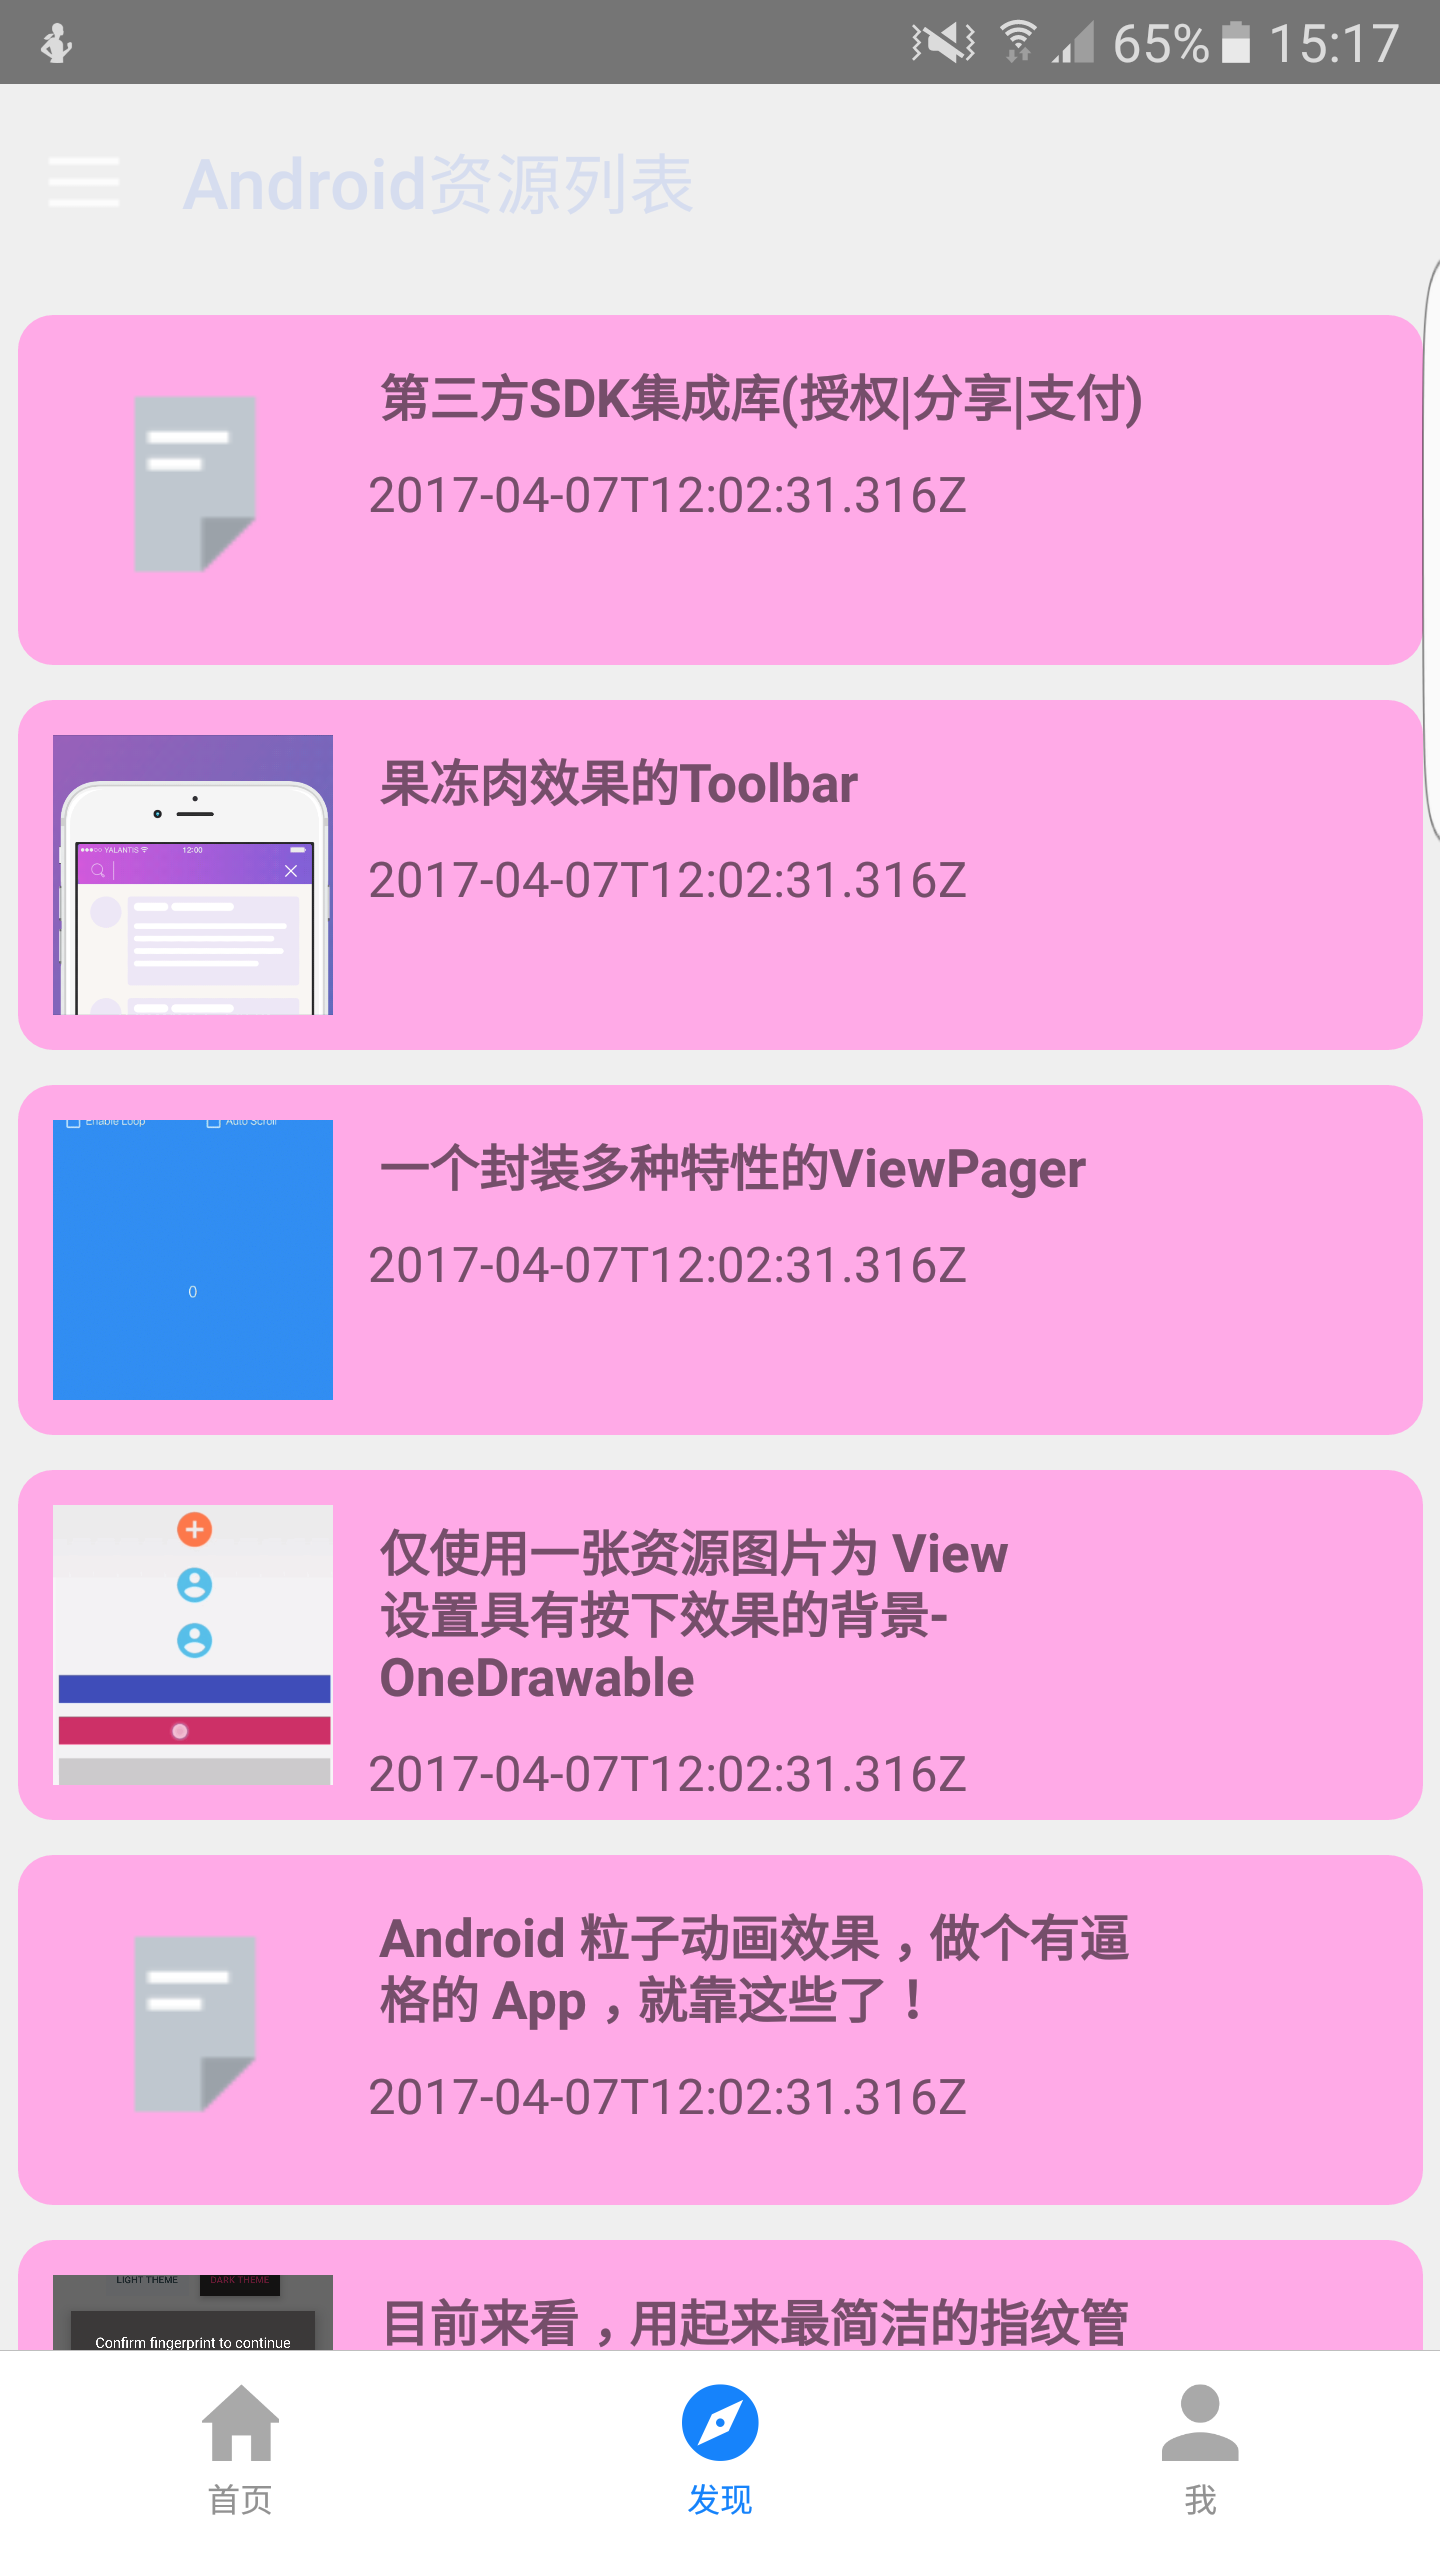 65% 15:17
Android资源列表
第三方SDK集成库(授权|分享|支付)
2017-04-07T12:02:31.316Z
YALANTIS 12:00
果冻肉效果的Toolbar
2017-04-07T12:02:31.316Z
Enable Loop Auto Scroll
一个封装多种特性的ViewPager
2017-04-07T12:02:31.316Z
0
仅使用一张资源图片为 View
设置具有按下效果的背景-
OneDrawable
2017-04-07T12:02:31.316Z
Android 粒子动画效果，做个有逼
格的 App，就靠这些了！
2017-04-07T12:02:31.316Z
LIGHT THEME DARK THEME
Confirm fingerprint to continue
目前来看，用起来最简洁的指纹管
首页 发现 我